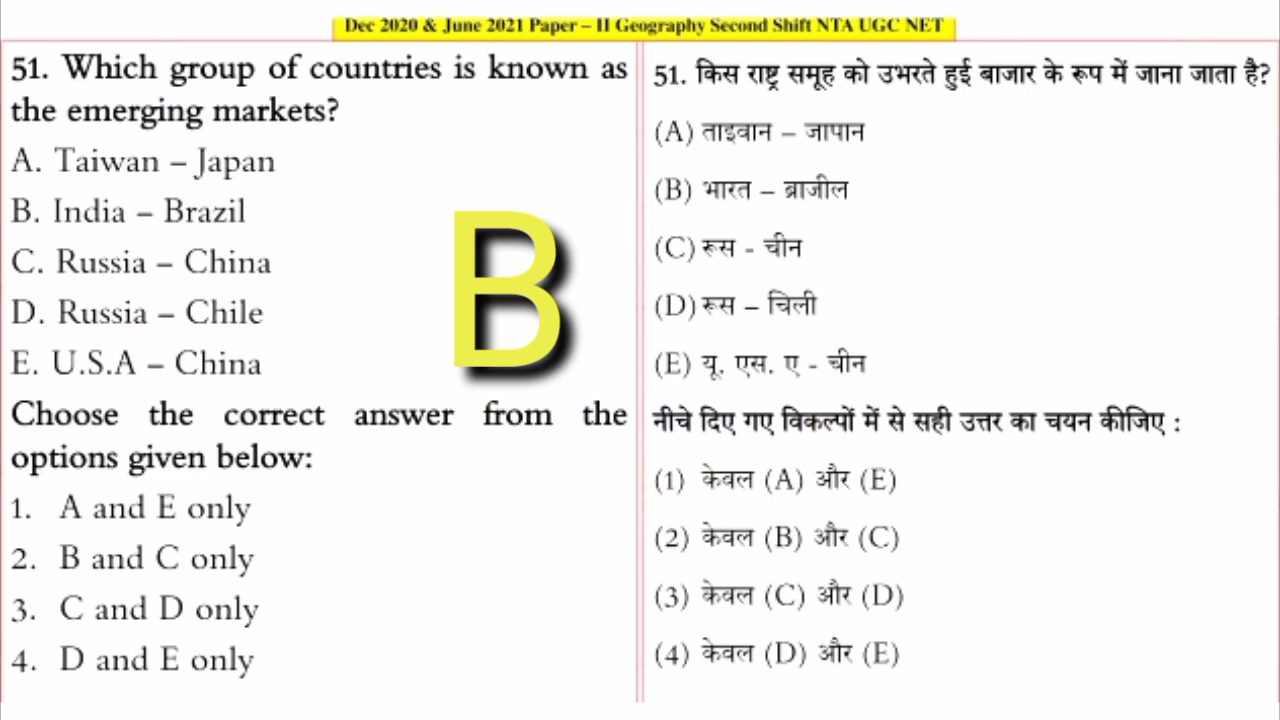 Dec 2020 & June 2021 Paper – II Geography Second Shift NTA UGC NET
51. Which group of countries is known as
the emerging markets?
A. Taiwan – Japan
B. India – Brazil
C. Russia – China
D. Russia – Chile
E. U.S.A – China
Choose the correct answer from the
options given below:
1. A and E only
2. B and C only
3. C and D only
4. D and E only
B
51. किस राष्ट्र समूह को उभरते हुई बाजार के रूप में जाना जाता है?
(A) ताइवान – जापान
(B) भारत – ब्राजील
(C) रूस - चीन
(D) रूस – चिली
(E) यू. एस. ए - चीन
नीचे दिए गए विकल्पों में से सही उत्तर का चयन कीजिए :
(1) केवल (A) और (E)
(2) केवल (B) और (C)
(3) केवल (C) और (D)
(4) केवल (D) और (E)